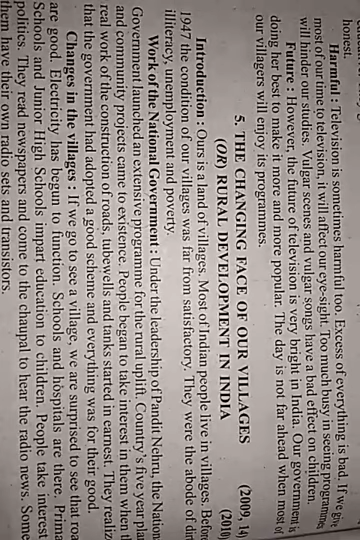 honest.
Harmful : Television is sometimes harmful too. Excess of everything is bad. If we give
most of our time to television, it will affect our eye-sight. Too much busy in seeing programmes
will hinder our studies. Vulgar scenes and vulgar songs have a bad effect on children.
Future : However, the future of television is very bright in India. Our government is
doing her best to make it more and more popular. The day is not far ahead when most of
our villagers will enjoy its programmes.
5. THE CHANGING FACE OF OUR VILLAGES (2009, 14)
(OR) RURAL DEVELOPMENT IN INDIA (2010)
Introduction : Ours is a land of villages. Most of Indian people live in villages. Before
1947 the condition of our villages was far from satisfactory. They were the abode of
illiteracy, unemployment and poverty.
Work of the National Government : Under the leadership of Pandit Nehru, the
Government launched an extensive programme for the rural uplift. Country's five year
and community projects came to existence. People began to take interest in them when
real work of the construction of roads, tubewells and tanks started in earnest. They
that the government had adopted a good scheme and everything was for their good.
Changes in the villages : If we go to see a village, we are surprised to see that
are good. Electricity has began to function. Schools and hospitals are there.
Schools and Junior High Schools impart education to children. People take interest
politics. They read newspapers and come to the chaupal to hear the radio news. Some
them have their own radio sets and transistors.